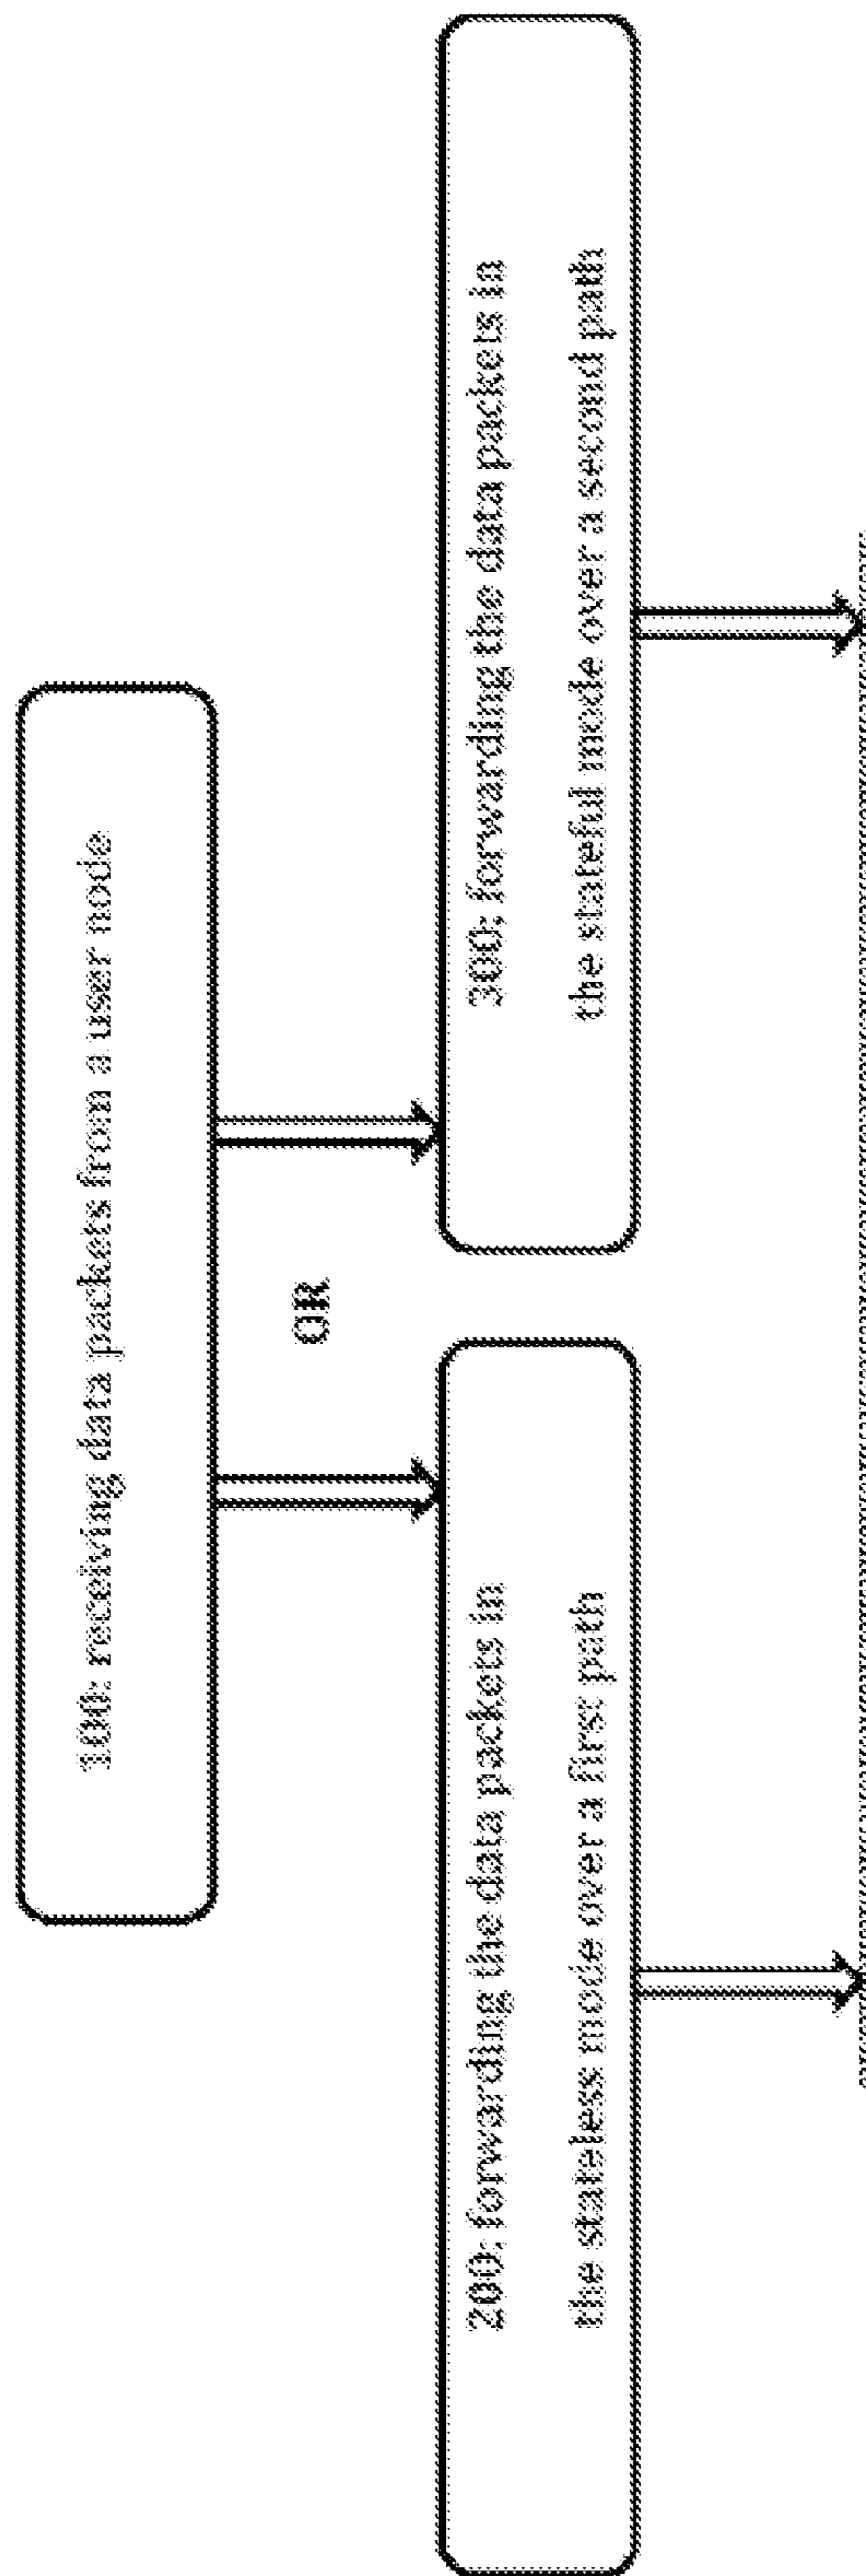 100: receiving data packets from a user node
OR
200: forwarding the data packets in
the stateless mode over a first path
300: forwarding the data packets in
the stateful mode over a second path